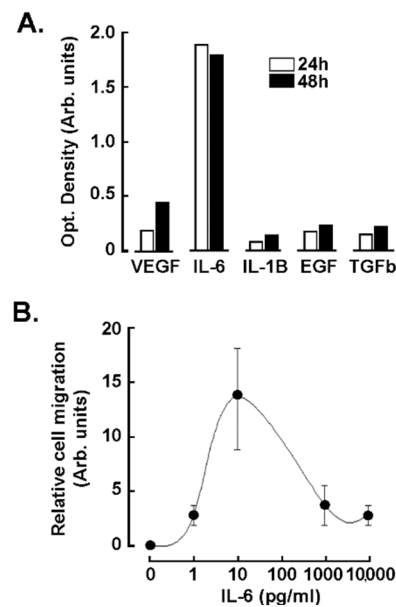 A.
Opt. Density (Arb. units)
2.0
1.5
1.0
0.5
0
24h
48h
VEGF IL-6 IL-1B EGF TGFb
B.
Relative cell migration
(Arb. units)
20
15
10
5
0
0 1 10 100 1000 10,000
IL-6 (pg/ml)